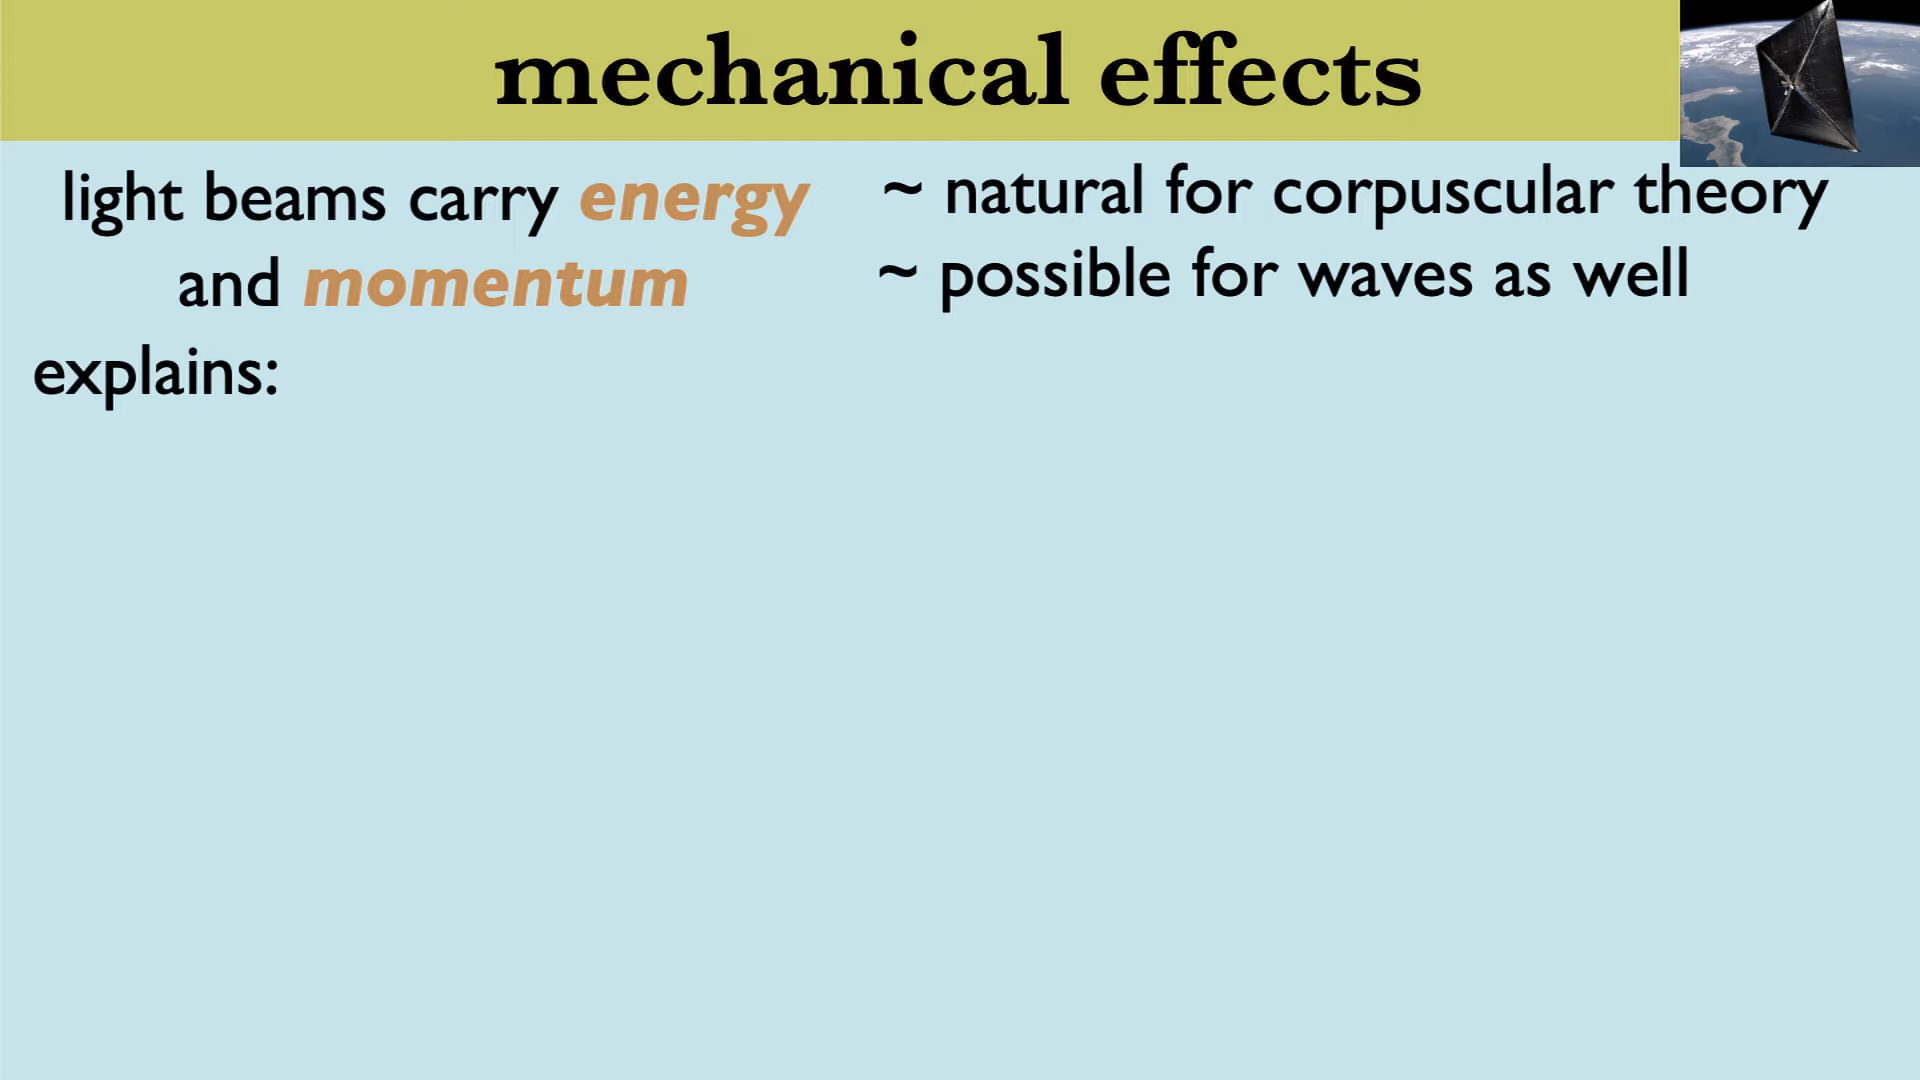 mechanical effects
light beams carry energy
and momentum
~ natural for corpuscular theory
~ possible for waves as well
explains: